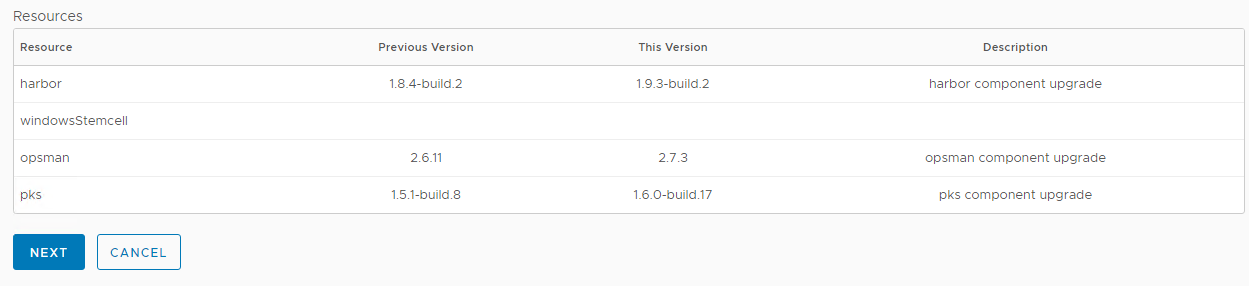 Resources
Resource Previous Version This Version Description
harbor 1.8.4-build.2 1.9.3-build.2 harbor component upgrade
windowsStemcell
opsman 2.6.11 2.7.3 opsman component upgrade
pks 1.5.1-build.8 1.6.0-build.17 pks component upgrade
NEXT CANCEL